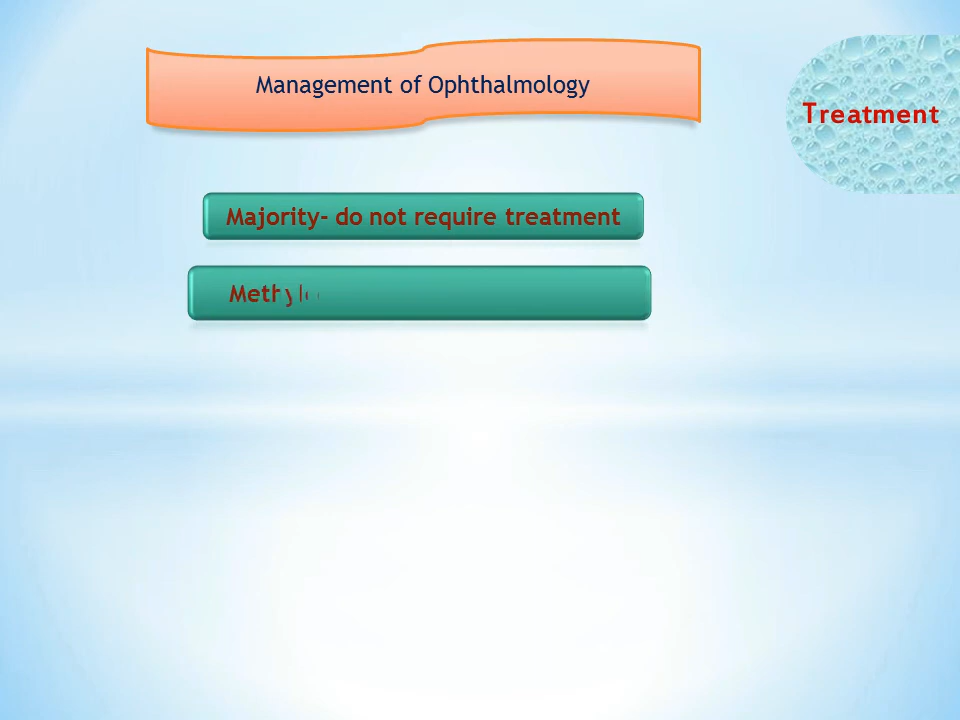 Management of Ophthalmology
Treatment
Majority- do not require treatment